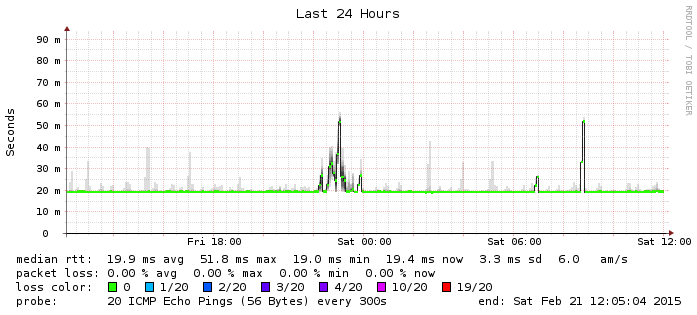 Last 24 Hours
RRDTOOL / TOBI OETIKER
Seconds
90 m
80 m
70 m
60 m
50 m
40 m
30 m
20 m
10 m
0
Fri 18:00 Sat 00:00 Sat 06:00 Sat 12:00
median rtt: 19.9 ms avg 51.8 ms max 19.0 ms min 19.4 ms now 3.3 ms sd 6.0 am/s
packet loss: 0.00 % avg 0.00 % max 0.00 % min 0.00 % now
loss color: 0 1/20 2/20 3/20 4/20 10/20 19/20
probe: 20 ICMP Echo Pings (56 Bytes) every 300s end: Sat Feb 21 12:05:04 2015